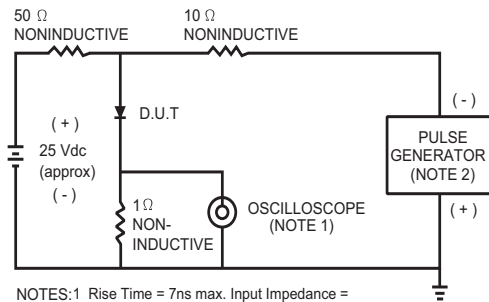 50 Ω
NONINDUCTIVE
10 Ω
NONINDUCTIVE
D.U.T
( + )
25 Vdc
(approx)
( - )
( - )
PULSE
GENERATOR
(NOTE 2)
( + )
1Ω
NON-
INDUCTIVE
OSCILLOSCOPE
(NOTE 1)
NOTES:1 Rise Time = 7ns max. Input Impedance =